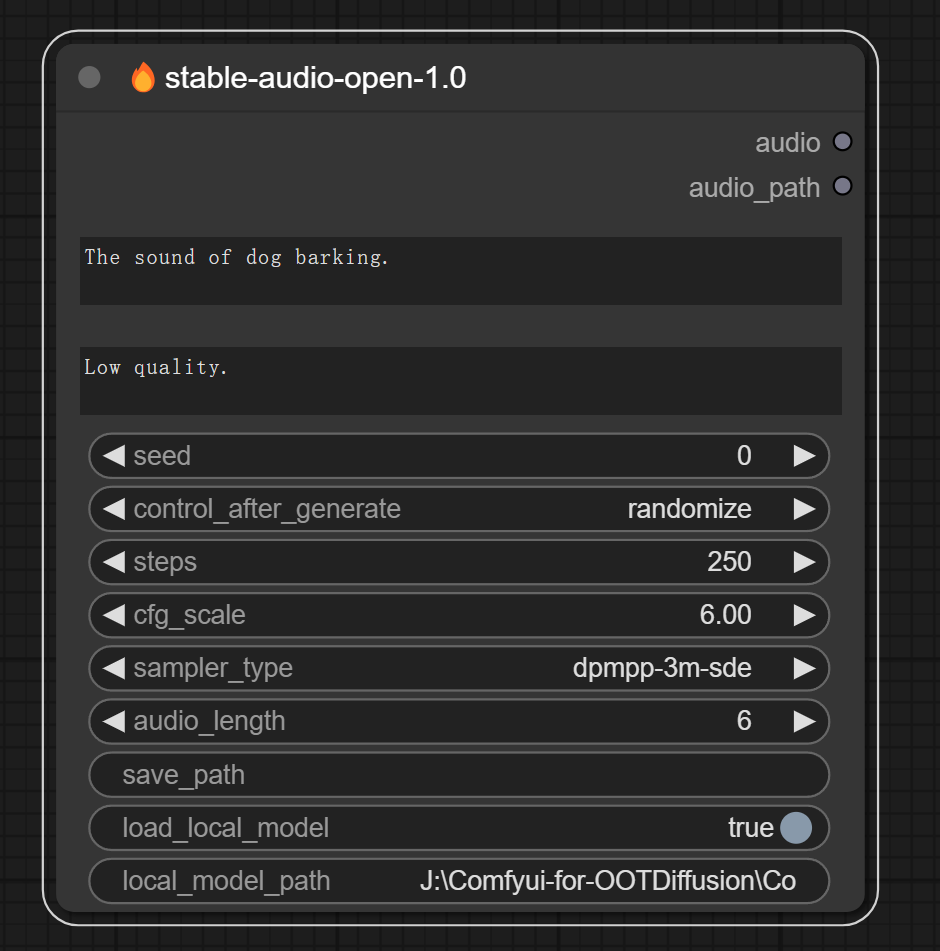 🔥 stable-audio-open-1.0
audio
audio_path
The sound of dog barking.
Low quality.
seed 0
control_after_generate randomize
steps 250
cfg_scale 6.00
sampler_type dpmpp-3m-sde
audio_length 6
save_path
load_local_model true
local_model_path J:\Comfyui-for-OOTDiffusion\Co